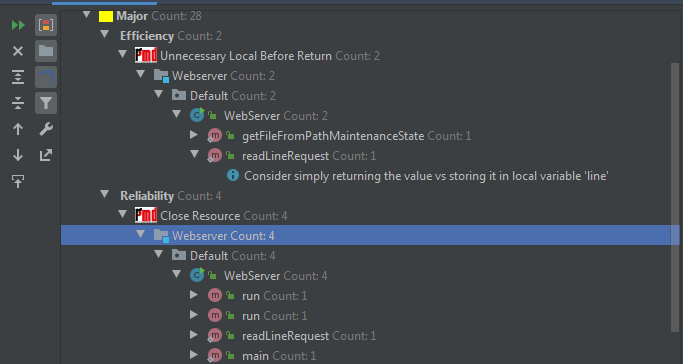 Major Count: 28
Efficiency Count: 2
PMD Unnecessary Local Before Return Count: 2
Webserver Count: 2
Default Count: 2
C WebServer Count: 2
m getFileFromPathMaintenanceState Count: 1
m readLineRequest Count: 1
Consider simply returning the value vs storing it in local variable 'line'
Reliability Count: 4
PMD Close Resource Count: 4
Webserver Count: 4
Default Count: 4
C WebServer Count: 4
m run Count: 1
m run Count: 1
m readLineRequest Count: 1
m main Count: 1